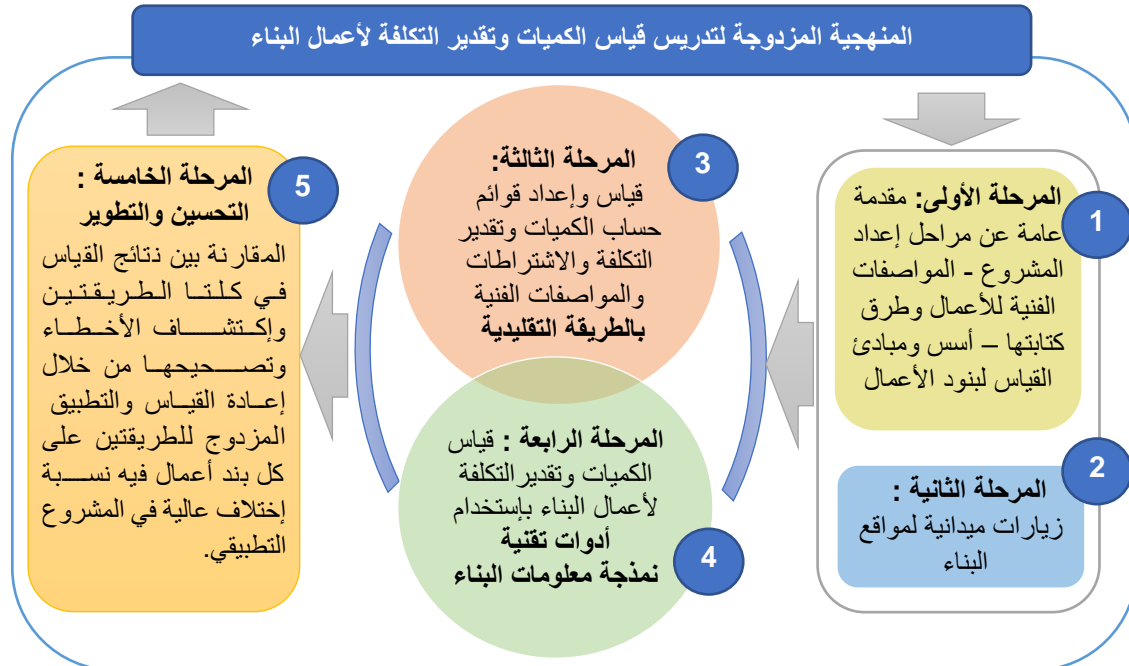 المنهجية المزدوجة لتدريس قياس الكميات وتقدير التكلفة لأعمال البناء
1
المرحلة الأولى: مقدمة
عامة عن مراحل إعداد
المشروع - المواصفات
الفنية للأعمال وطرق
كتابتها – أسس ومبادئ
القياس لبنود الأعمال
2
المرحلة الثانية :
زيارات ميدانية لمواقع
البناء
3
المرحلة الثالثة:
قياس وإعداد قوائم
حساب الكميات وتقدير
التكلفة والاشتراطات
والمواصفات الفنية
بالطريقة التقليدية
4
المرحلة الرابعة : قياس
الكميات وتقديرالتكلفة
لأعمال البناء بإستخدام
أدوات تقنية
نمذجة معلومات البناء
5
المرحلة الخامسة :
التحسين والتطوير
المقارنة بين ذتائج القياس
في كلتا الطريقتين
وإكتشاف الأخطاء
وتصحيحها من خلال
إعادة القياس والتطبيق
المزدوج للطريقتين على
كل بند أعمال فيه نسبة
إختلاف عالية في المشروع
التطبيقي.